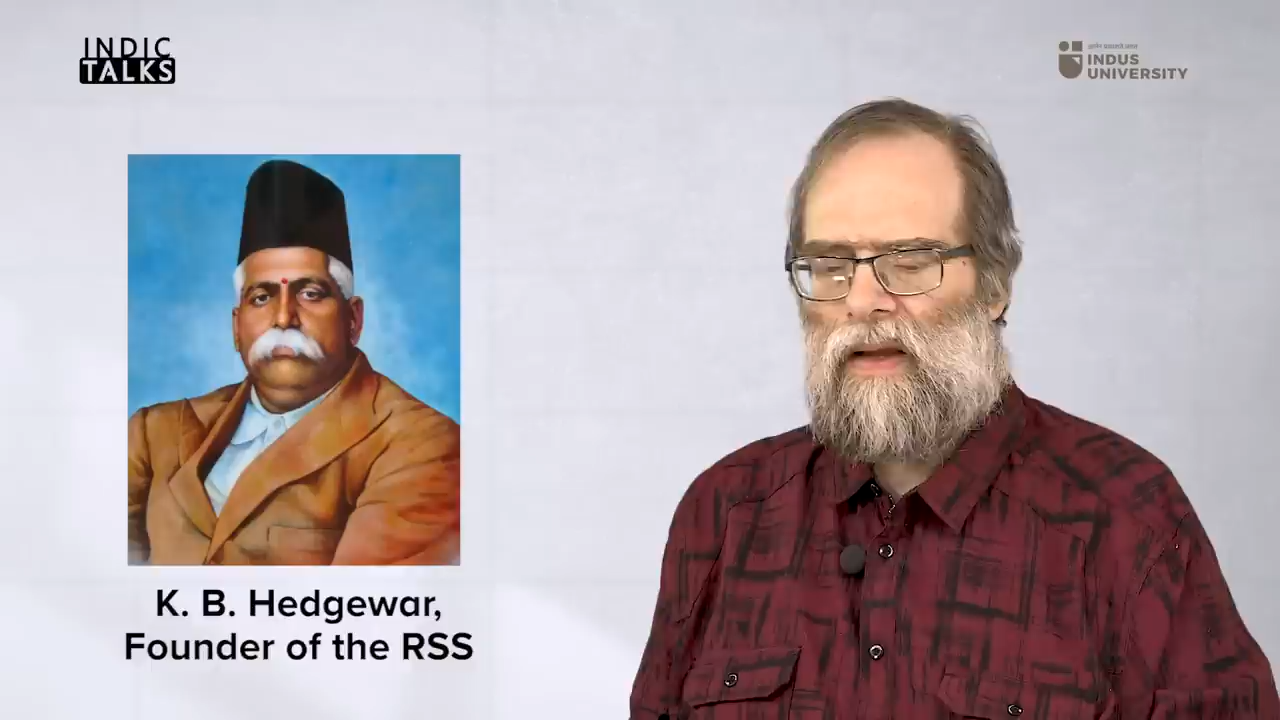 INDIC
TALKS
INDUS
UNIVERSITY
K. B. Hedgewar,
Founder of the RSS